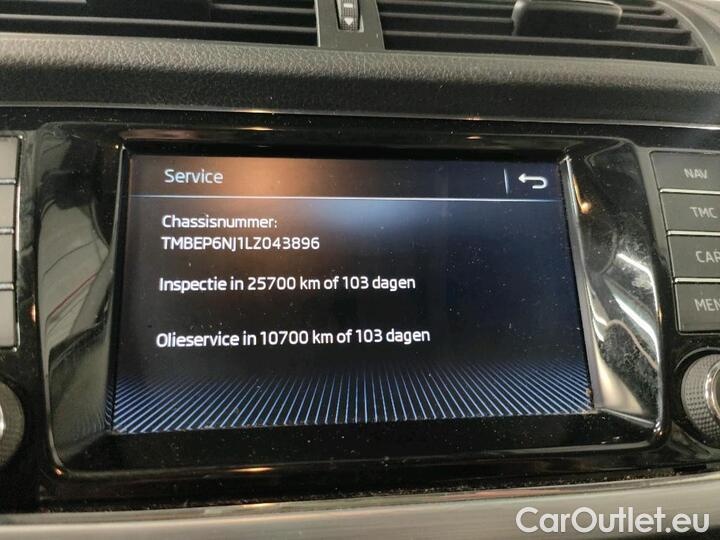 Service
Chassisnummer:
TMBEP6NJ1LZ043896
Inspectie in 25700 km of 103 dagen
Olieservice in 10700 km of 103 dagen
NAV
TMC
CAR
MEN
CarOutlet.eu